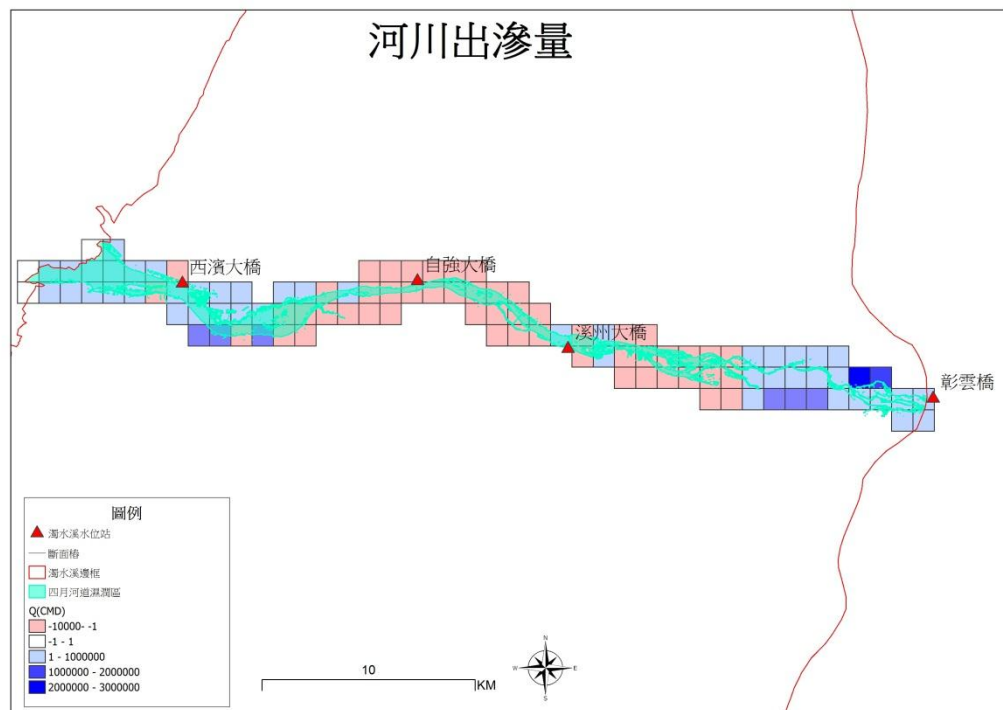 河川出滲量
西濱大橋
自強大橋
溪州大橋
彰雲橋
圖例
濁水溪水位站
斷面樁
濁水溪邊框
四月河道濕潤區
Q(CMD)
-10000- -1
-1 - 1
1 - 1000000
1000000 - 2000000
2000000 - 3000000
10
KM
N
W
E
S